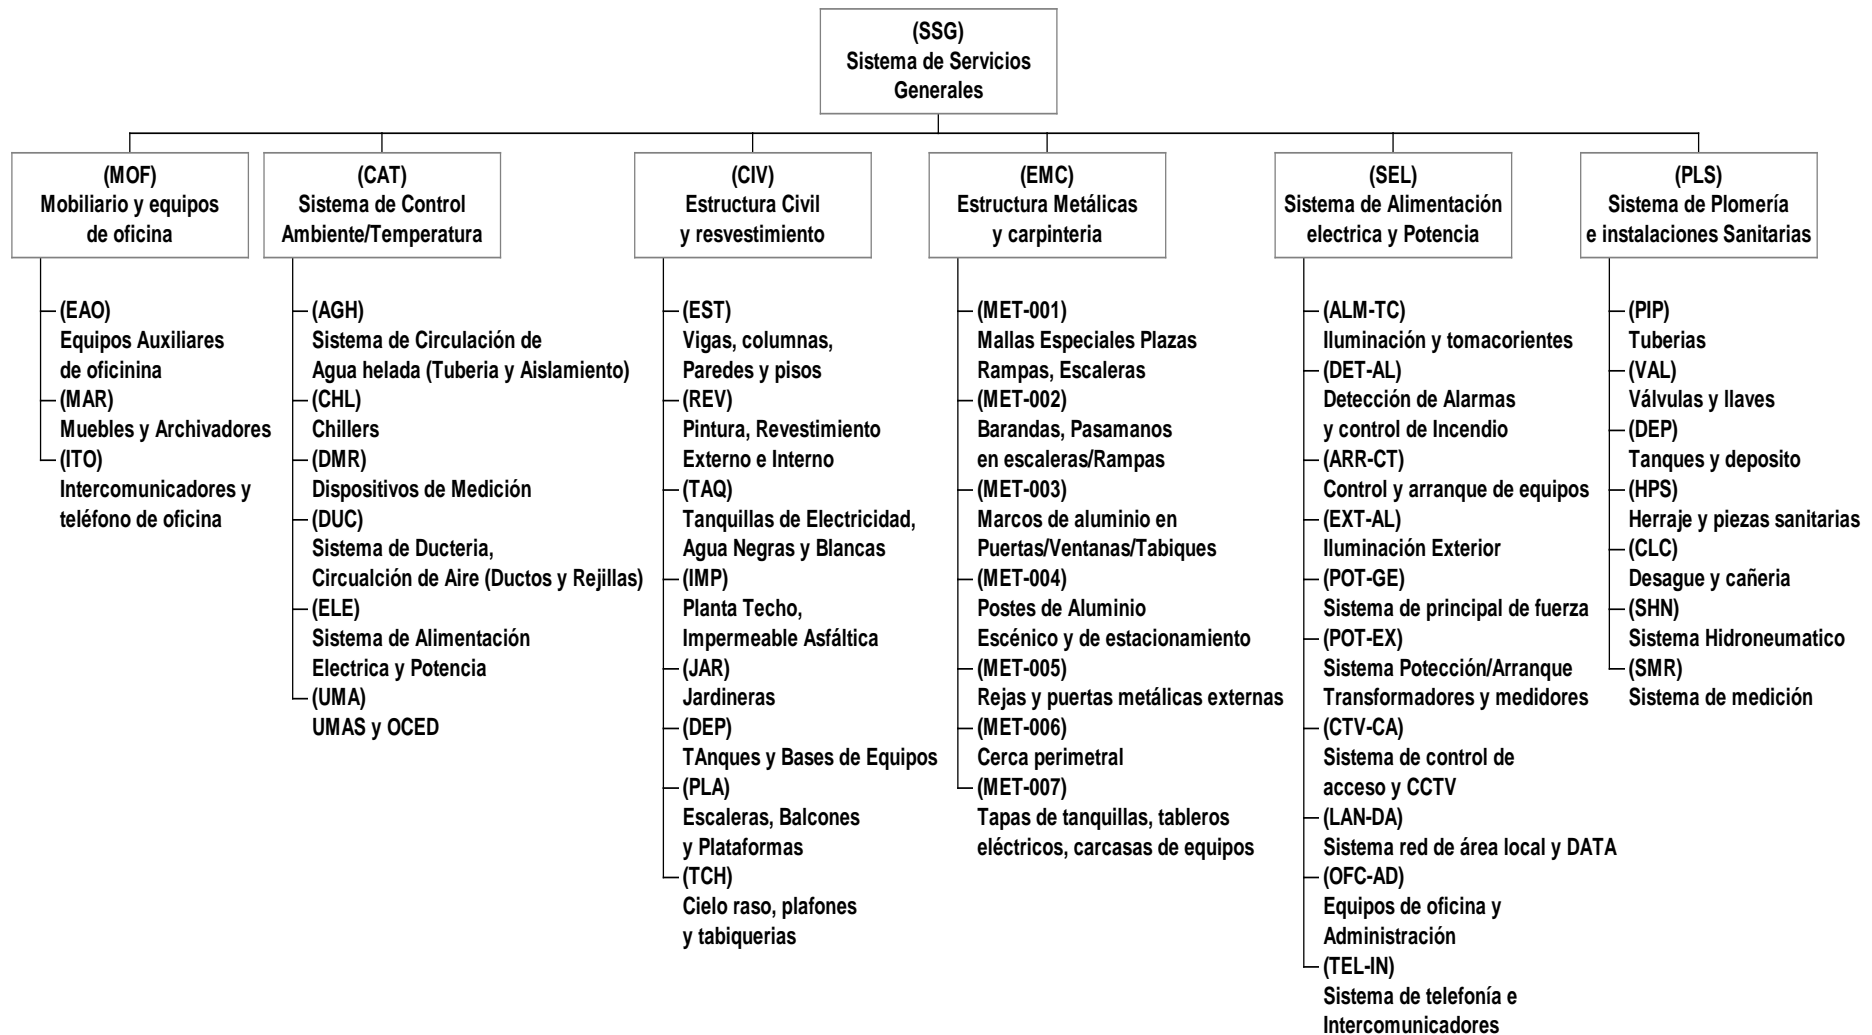 (SSG)
Sistema de Servicios
Generales
(MOF)
Mobiliario y equipos
de oficina
(EAO)
Equipos Auxiliares
de oficinina
(MAR)
Muebles y Archivadores
(ITO)
Intercomunicadores y
teléfono de oficina
(CAT)
Sistema de Control
Ambiente/Temperatura
(AGH)
Sistema de Circulación de
Agua helada (Tuberia y Aislamiento)
(CHL)
Chillers
(DMR)
Dispositivos de Medición
(DUC)
Sistema de Ducteria,
Circualción de Aire (Ductos y Rejillas)
(ELE)
Sistema de Alimentación
Electrica y Potencia
(UMA)
UMAS y OCED
(CIV)
Estructura Civil
y resvestimiento
(EST)
Vigas, columnas,
Paredes y pisos
(REV)
Pintura, Revestimiento
Externo e Interno
(TAQ)
Tanquillas de Electricidad,
Agua Negras y Blancas
(IMP)
Planta Techo,
Impermeable Asfáltica
(JAR)
Jardineras
(DEP)
TAnques y Bases de Equipos
(PLA)
Escaleras, Balcones
y Plataformas
(TCH)
Cielo raso, plafones
y tabiquerias
(EMC)
Estructura Metálicas
y carpinteria
(MET-001)
Mallas Especiales Plazas
Rampas, Escaleras
(MET-002)
Barandas, Pasamanos
en escaleras/Rampas
(MET-003)
Marcos de aluminio en
Puertas/Ventanas/Tabiques
(MET-004)
Postes de Aluminio
Escénico y de estacionamiento
(MET-005)
Rejas y puertas metálicas externas
(MET-006)
Cerca perimetral
(MET-007)
Tapas de tanquillas, tableros
eléctricos, carcasas de equipos
(SEL)
Sistema de Alimentación
electrica y Potencia
(ALM-TC)
Iluminación y tomacorientes
(DET-AL)
Detección de Alarmas
y control de Incendio
(ARR-CT)
Control y arranque de equipos
(EXT-AL)
Iluminación Exterior
(POT-GE)
Sistema de principal de fuerza
(POT-EX)
Sistema Potección/Arranque
Transformadores y medidores
(CTV-CA)
Sistema de control de
acceso y CCTV
(LAN-DA)
Sistema red de área local y DATA
(OFC-AD)
Equipos de oficina y
Administración
(TEL-IN)
Sistema de telefonía e
Intercomunicadores
(PLS)
Sistema de Plomería
e instalaciones Sanitarias
(PIP)
Tuberias
(VAL)
Válvulas y llaves
(DEP)
Tanques y deposito
(HPS)
Herraje y piezas sanitarias
(CLC)
Desague y cañeria
(SHN)
Sistema Hidroneumatico
(SMR)
Sistema de medición